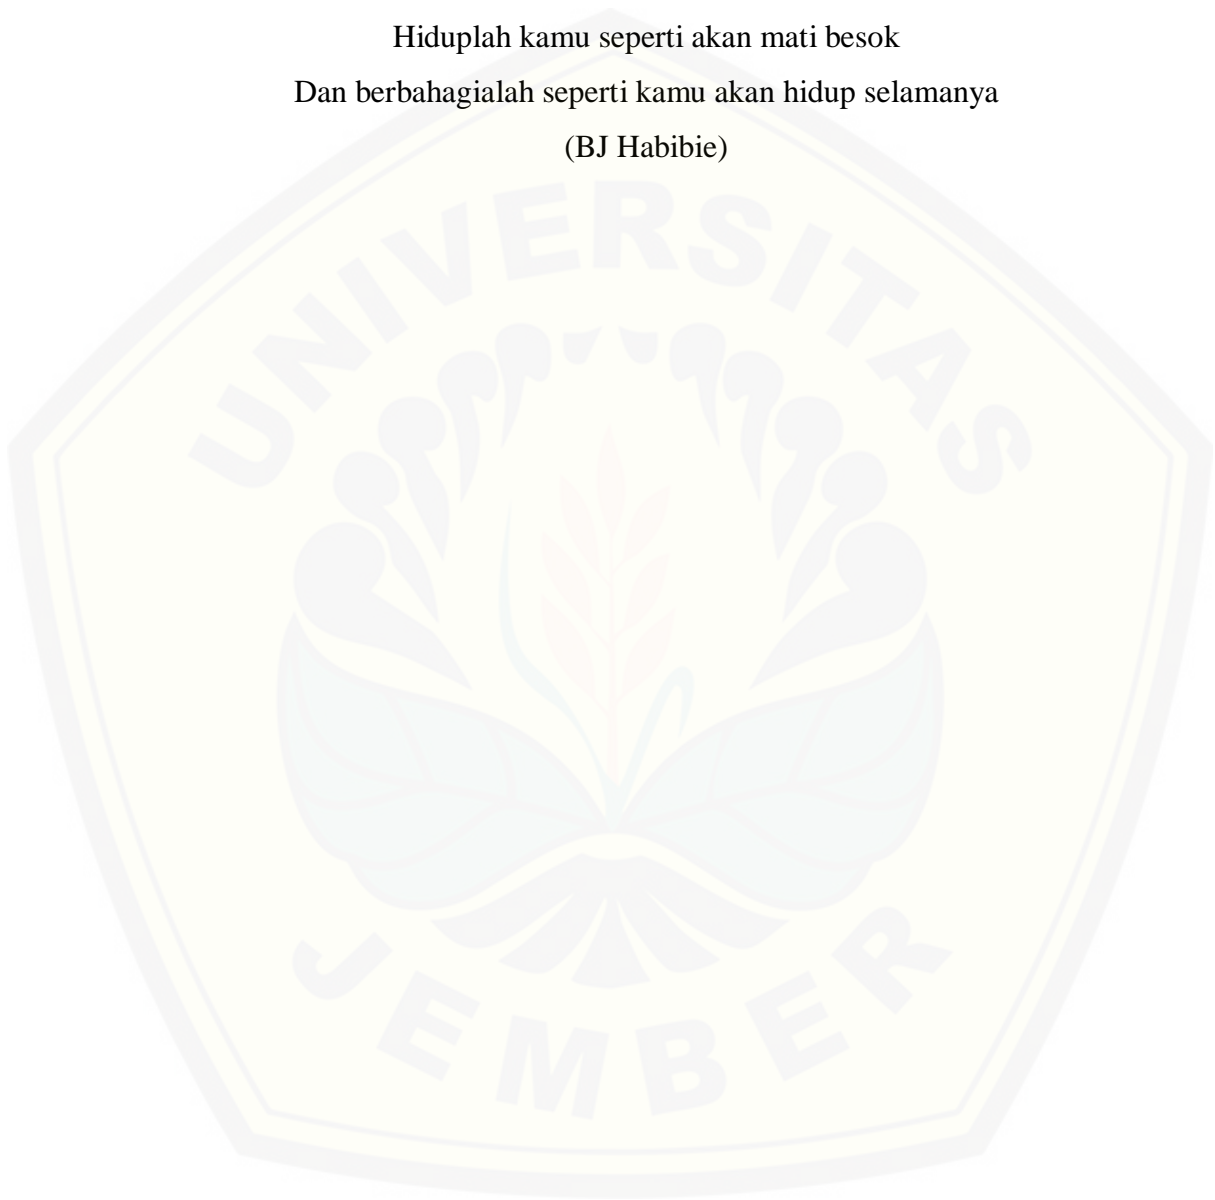 Hiduplah kamu seperti akan mati besok
Dan berbahagialah seperti kamu akan hidup selamanya
(BJ Habibie)
UNIVERSITAS
JEMBER